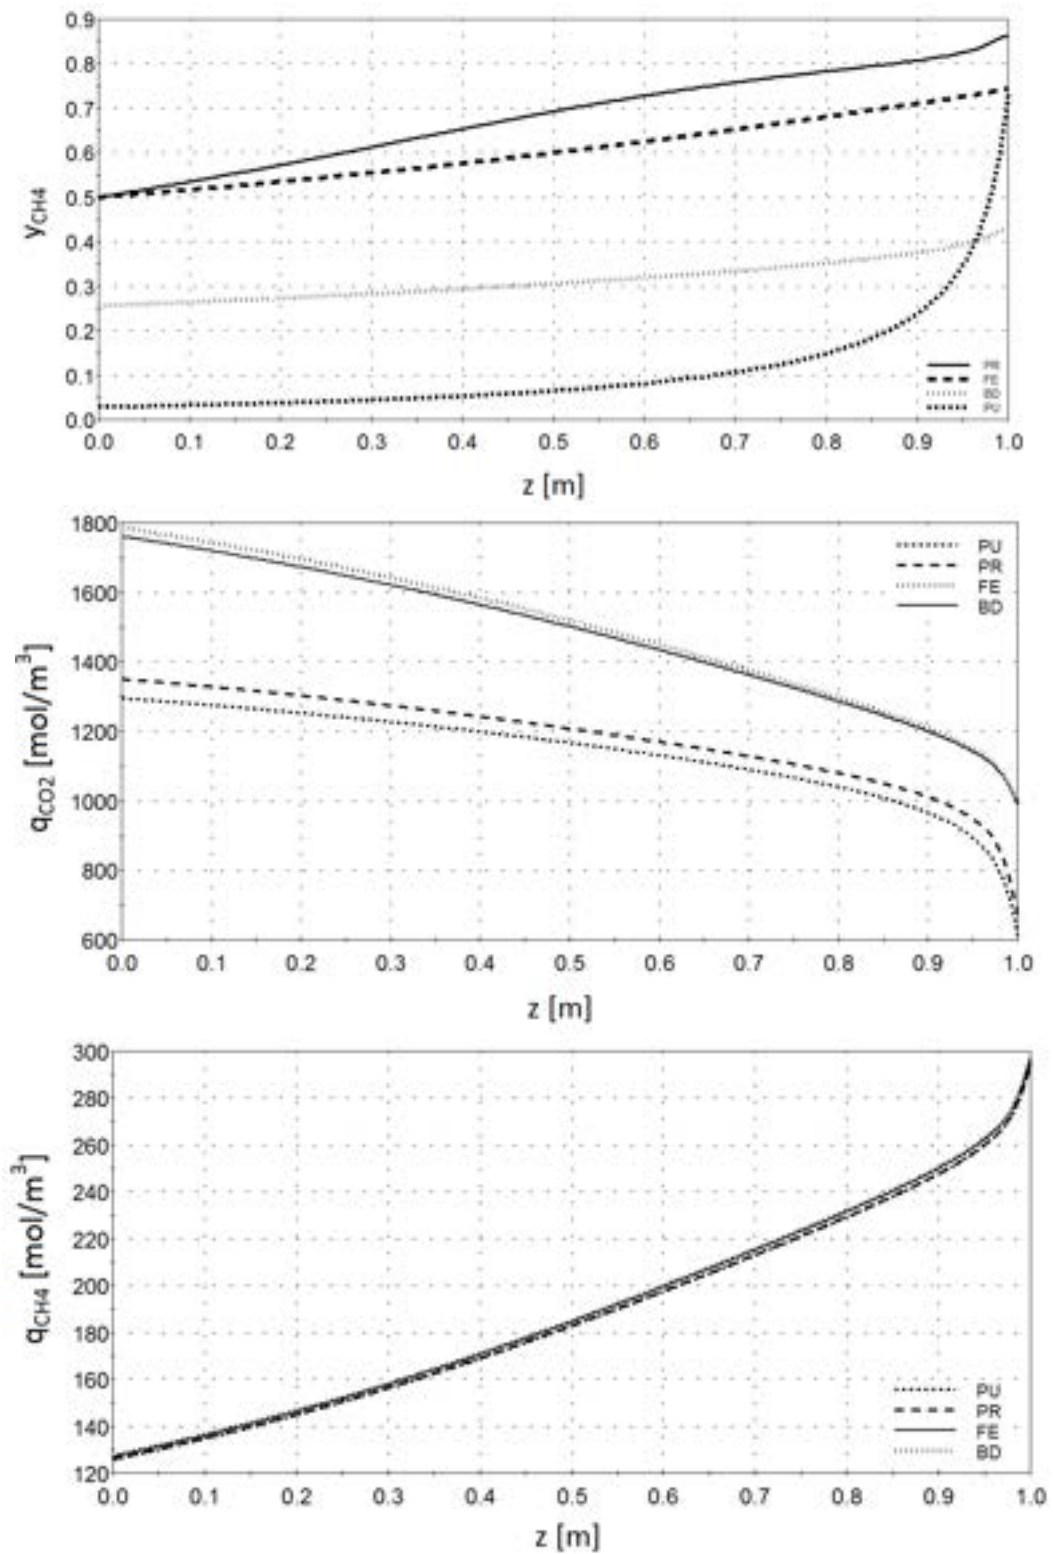 0.9
0.8
0.7
0.6
0.5
0.4
0.3
0.2
0.1
0.0
yCH4
PR
FE
BD
PU
0.0 0.1 0.2 0.3 0.4 0.5 0.6 0.7 0.8 0.9 1.0
z [m]
1800
1600
1400
1200
1000
800
600
qCO2 [mol/m³]
PU
PR
FE
BD
0.0 0.1 0.2 0.3 0.4 0.5 0.6 0.7 0.8 0.9 1.0
z [m]
300
280
260
240
220
200
180
160
140
120
qCH4 [mol/m³]
PU
PR
FE
BD
0.0 0.1 0.2 0.3 0.4 0.5 0.6 0.7 0.8 0.9 1.0
z [m]